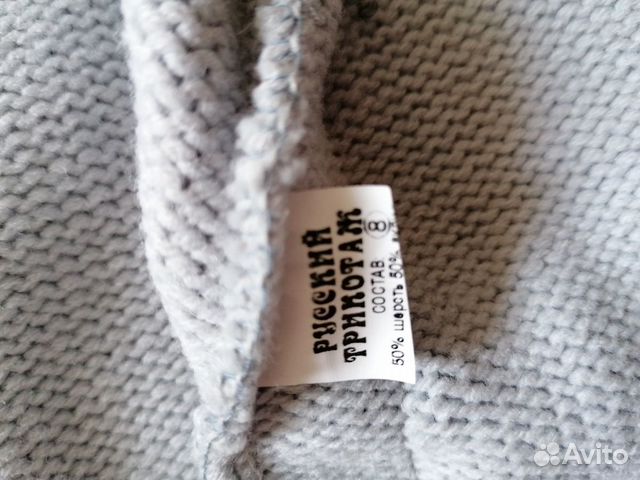 РУССКИЙ
ТРИКОТАЖ
СОСТАВ 8
50% шерсть 50%
Avito